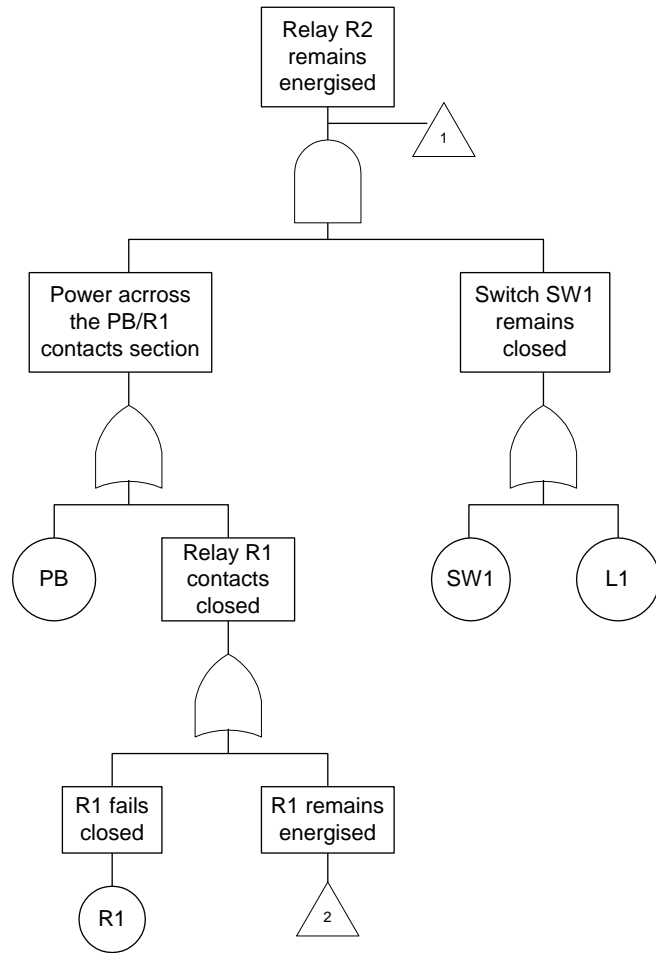 Relay R2
remains
energised
1
Power acrross
the PB/R1
contacts section
Switch SW1
remains
closed
PB
Relay R1
contacts
closed
SW1
L1
R1 fails
closed
R1 remains
energised
R1
2